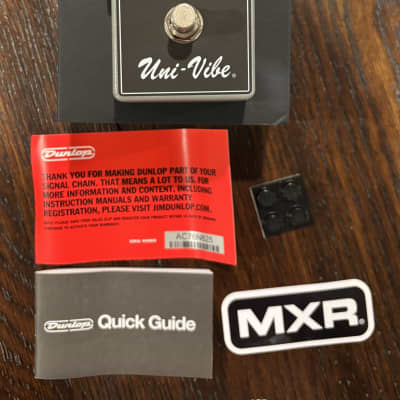 Uni-Vibe®
Dunlop
THANK YOU FOR MAKING DUNLOP PART OF YOUR
SIGNAL CHAIN. THAT MEANS A LOT TO US. FOR
MORE INFORMATION AND CONTENT, INCLUDING
INSTRUCTION MANUALS AND WARRANTY
REGISTRATION, PLEASE VISIT JIMDUNLOP.COM.
Dunlop Quick Guide
MXR®